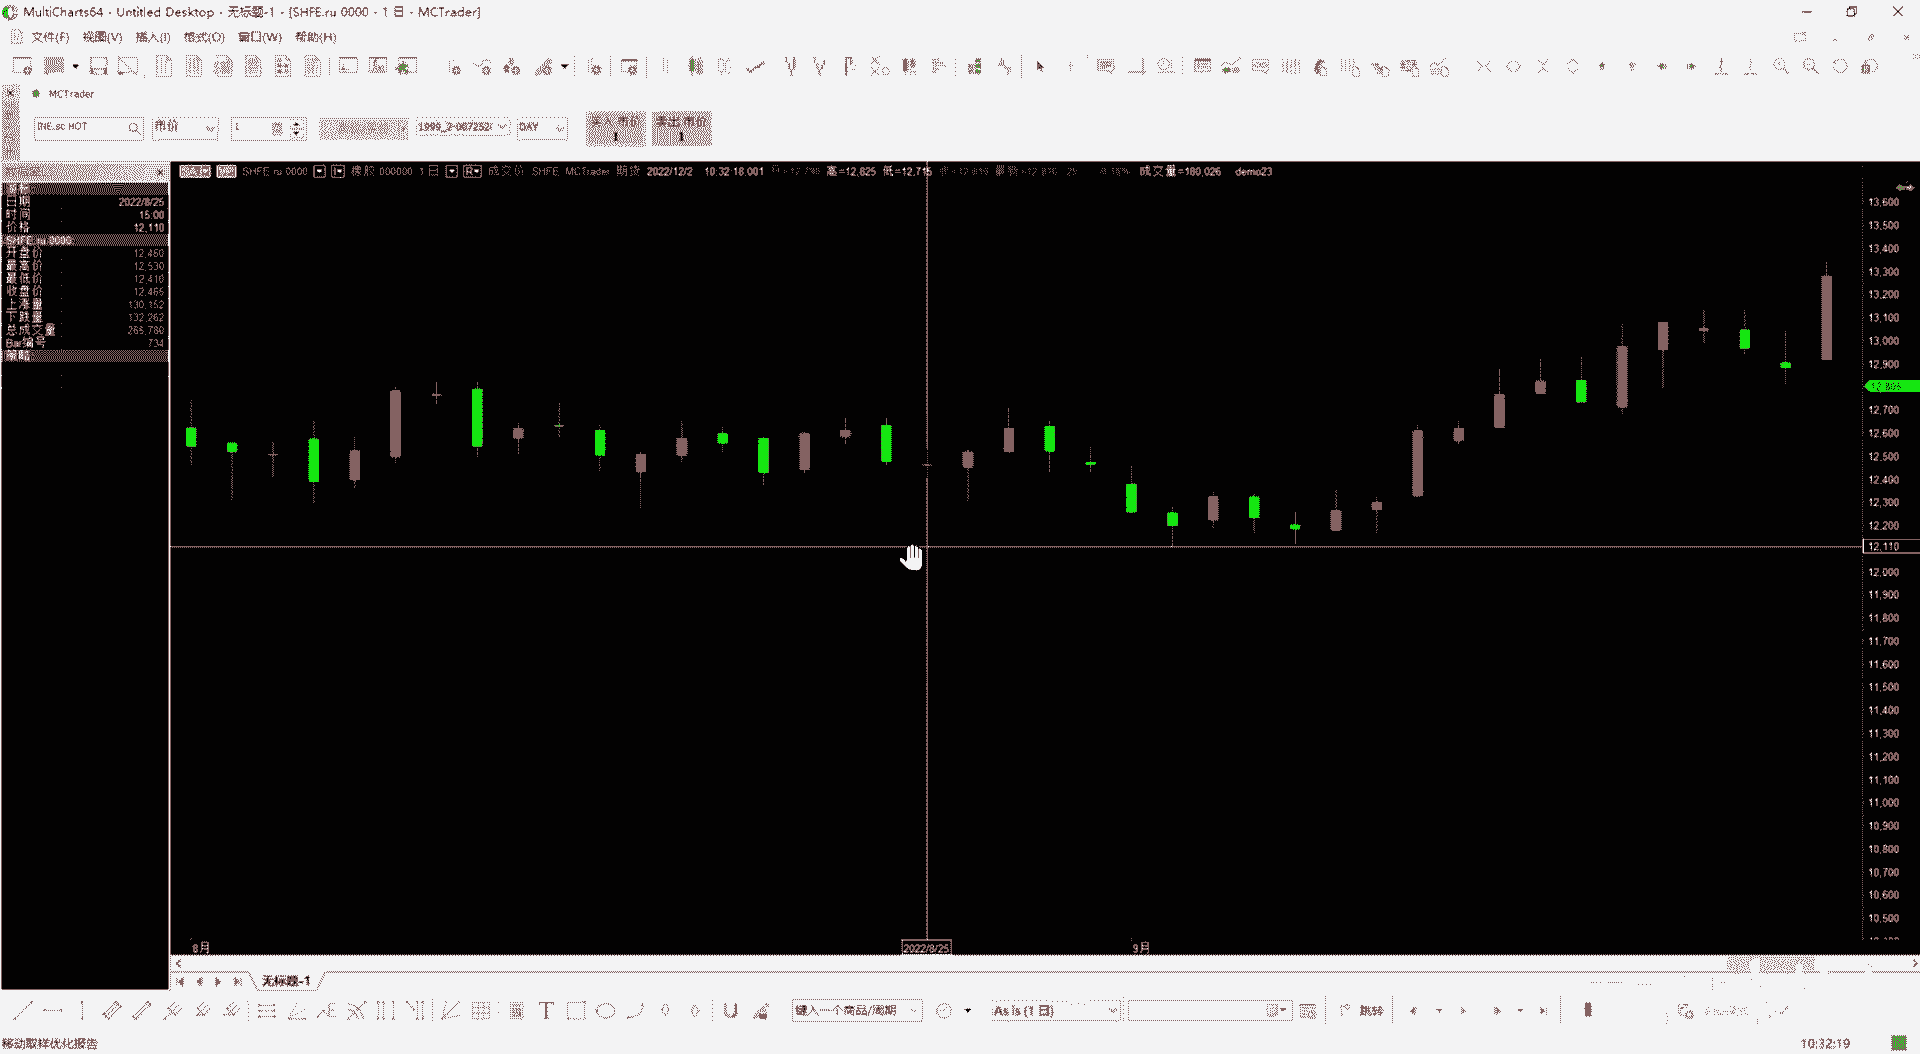 MultiCharts64 - Untitled Desktop - 无标题-1 - [SHFE.ru 0000 - 1 日 - MCTrader]
文件(F) 视图(V) 插入(I) 格式(O) 窗口(W) 帮助(H)
MCTrader
INE.sc HOT 市价 1 DAY 买入 市价 1 卖出 市价 1
SHFE.ru 0000 橡胶 000000 1 日 成交价 SHFE MCTrader 期货 2022/12/2 10:32:18.001 高=12,825 低=12,715 成交量=180,026 demo23
日期 2022/8/25
时间 15:00
价格 12,110
SHFE.ru 0000
开盘价 12,460
最高价 12,530
最低价 12,410
收盘价 12,465
上涨量 130,152
下跌量 132,262
总成交量
Bar编号 734
13,600
13,500
13,400
13,300
13,200
13,100
13,000
12,900
12,700
12,600
12,500
12,400
12,300
12,200
12,110
12,000
11,900
11,800
11,700
11,600
11,500
11,400
11,300
11,200
11,100
11,000
10,900
10,800
10,700
10,600
10,500
8月 2022/8/25 9月
无标题-1
键入一个商品/周期 As is (1 日) 跳转
移动取样优化报告 10:32:19